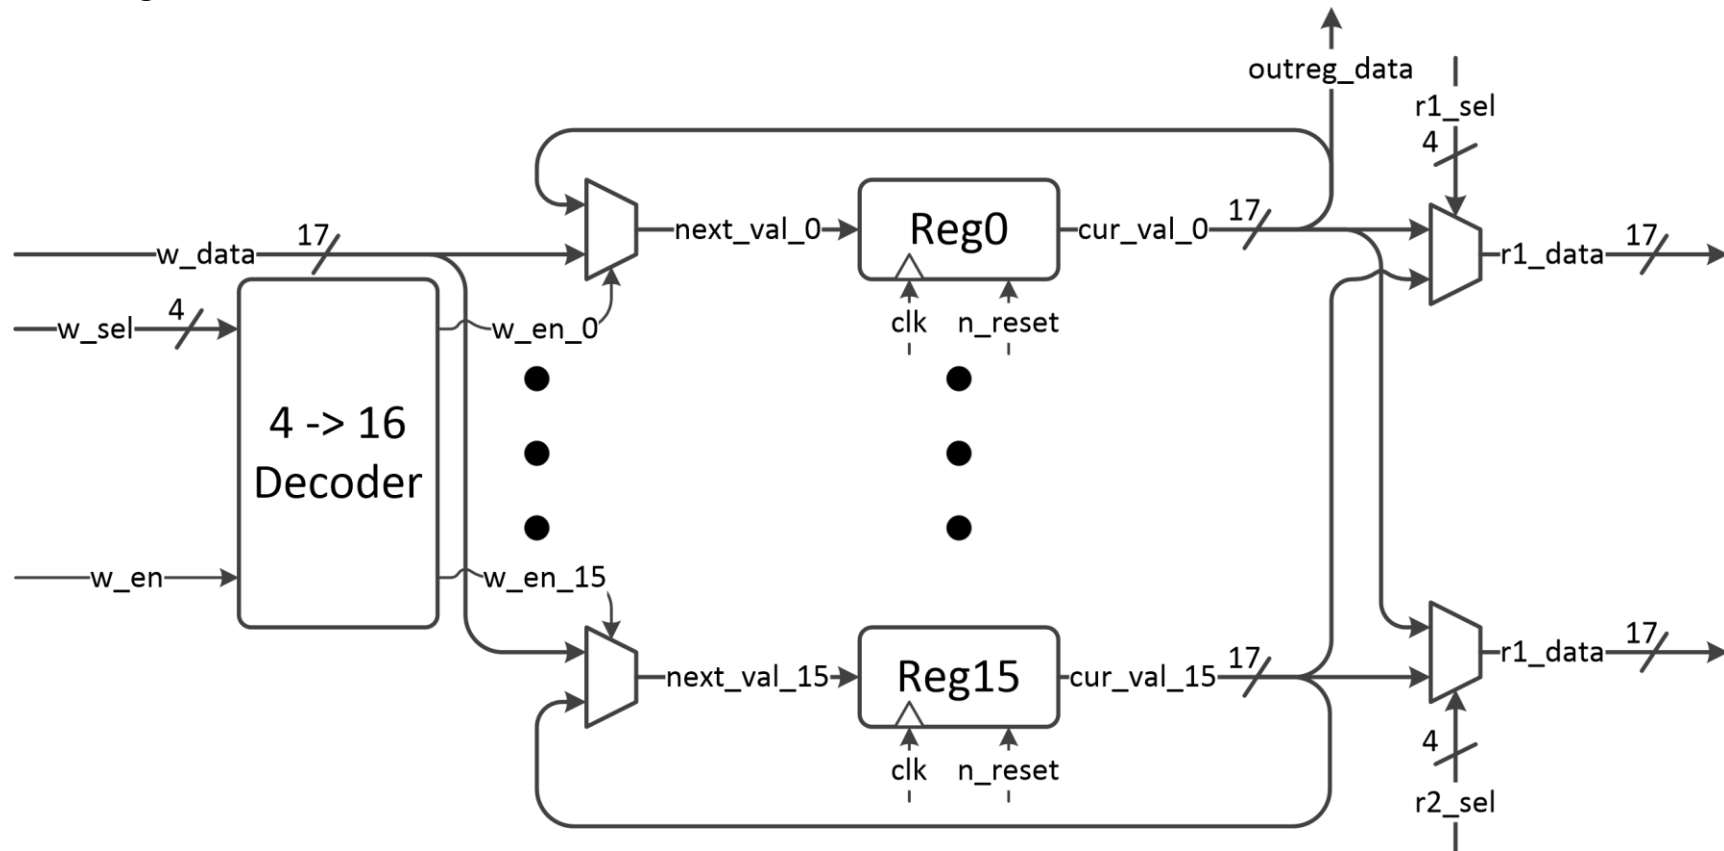 outreg_data
r1_sel
4
17
w_data
next_val_0
Reg0
cur_val_0
17
r1_data
17
w_sel
4
w_en_0
clk
n_reset
4 -> 16
Decoder
w_en
w_en_15
next_val_15
Reg15
cur_val_15
17
r1_data
17
clk
n_reset
4
r2_sel